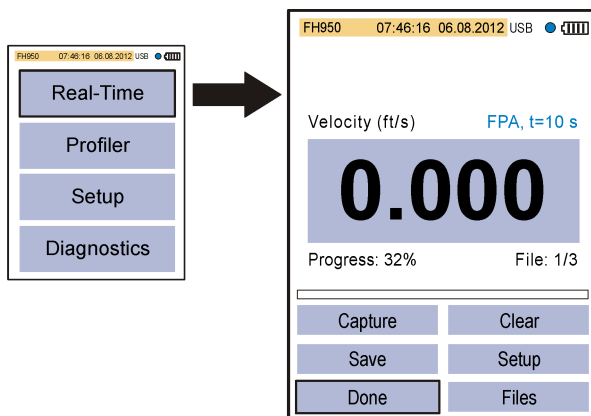 FH950 07:46:16 06.08.2012 USB
Real-Time
Profiler
Setup
Diagnostics
FH950 07:46:16 06.08.2012 USB
Velocity (ft/s) FPA, t=10 s
0.000
Progress: 32% File: 1/3
Capture Clear
Save Setup
Done Files